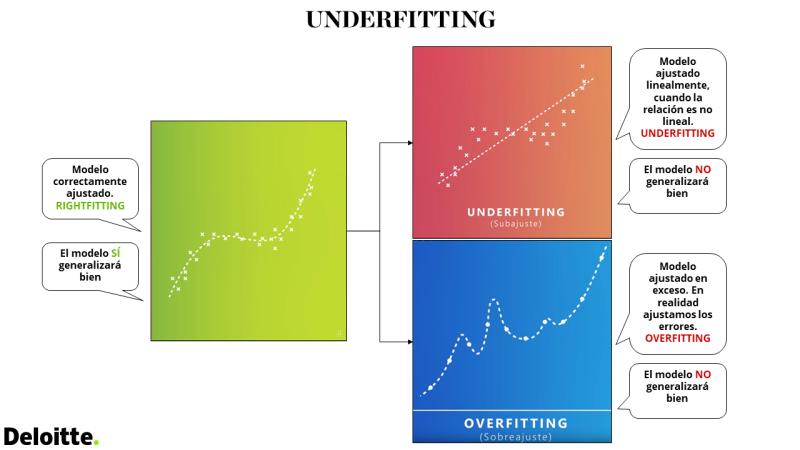 UNDERFITTING
Modelo
correctamente
ajustado.
RIGHTFITTING
El modelo SÍ
generalizará
bien
UNDERFITTING
(Subajuste)
Modelo
ajustado
linealmente,
cuando la
relación es no
lineal.
UNDERFITTING
El modelo NO
generalizará
bien
OVERFITTING
(Sobreajuste)
Modelo
ajustado en
exceso. En
realidad
ajustamos los
errores.
OVERFITTING
El modelo NO
generalizará
bien
Deloitte.